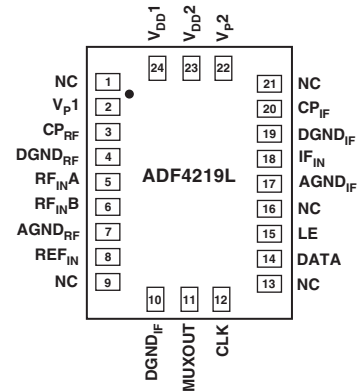 V_DD1 V_DD2 V_P2
24 23 22
NC 1
V_P1 2
CP_RF 3
DGND_RF 4
RF_INA 5
RF_INB 6
AGND_RF 7
REF_IN 8
NC 9
ADF4219L
21 NC
20 CP_IF
19 DGND_IF
18 IF_IN
17 AGND_IF
16 NC
15 LE
14 DATA
13 NC
10 11 12
DGND_IF MUXOUT CLK